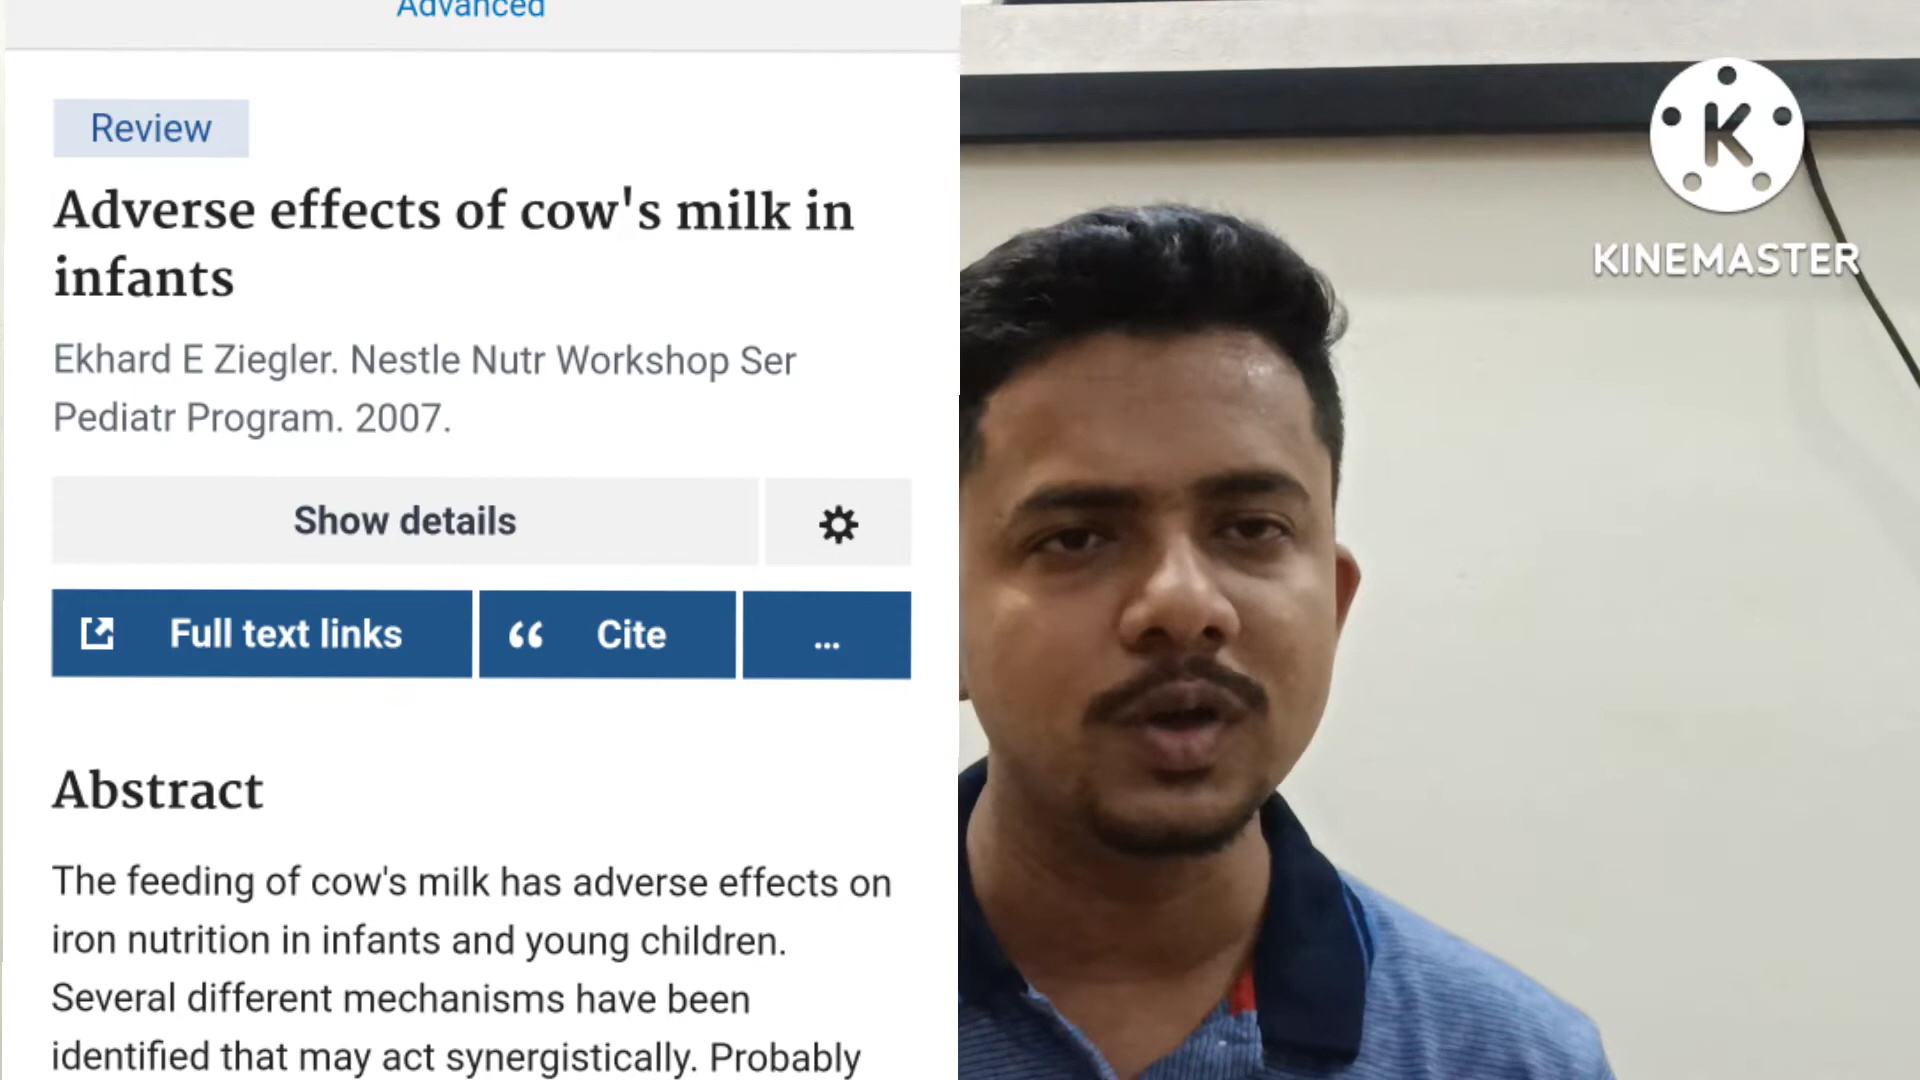 Advanced
Review
Adverse effects of cow's milk in
infants
Ekhard E Ziegler. Nestle Nutr Workshop Ser
Pediatr Program. 2007.
Show details
Full text links
Cite
...
Abstract
The feeding of cow's milk has adverse effects on
iron nutrition in infants and young children.
Several different mechanisms have been
identified that may act synergistically. Probably
K
KINEMASTER